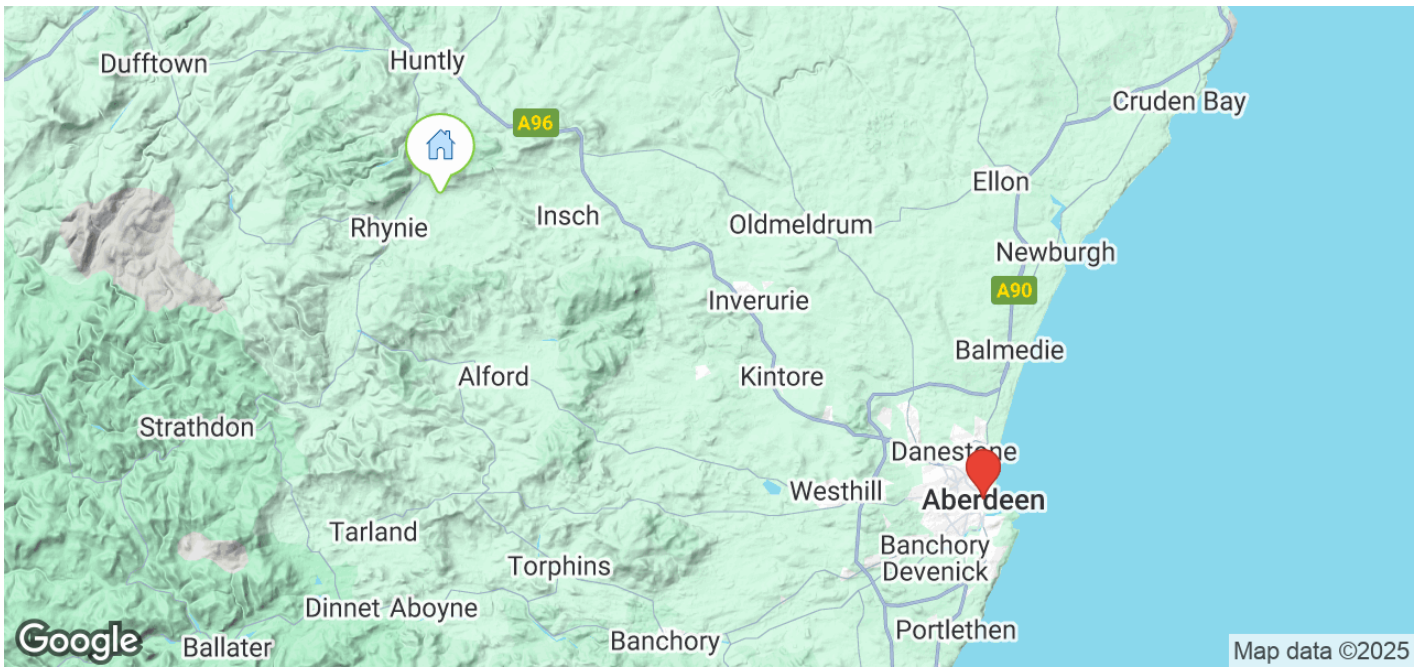 Dufftown
Huntly
Cruden Bay
A96
Ellon
Rhynie
Insch
Oldmeldrum
Newburgh
A90
Inverurie
Balmedie
Alford
Kintore
Strathdon
Danestone
Westhill
Aberdeen
Tarland
Banchory
Devenick
Torphins
Dinnet
Aboyne
Ballater
Banchory
Portlethen
Google
Map data ©2025